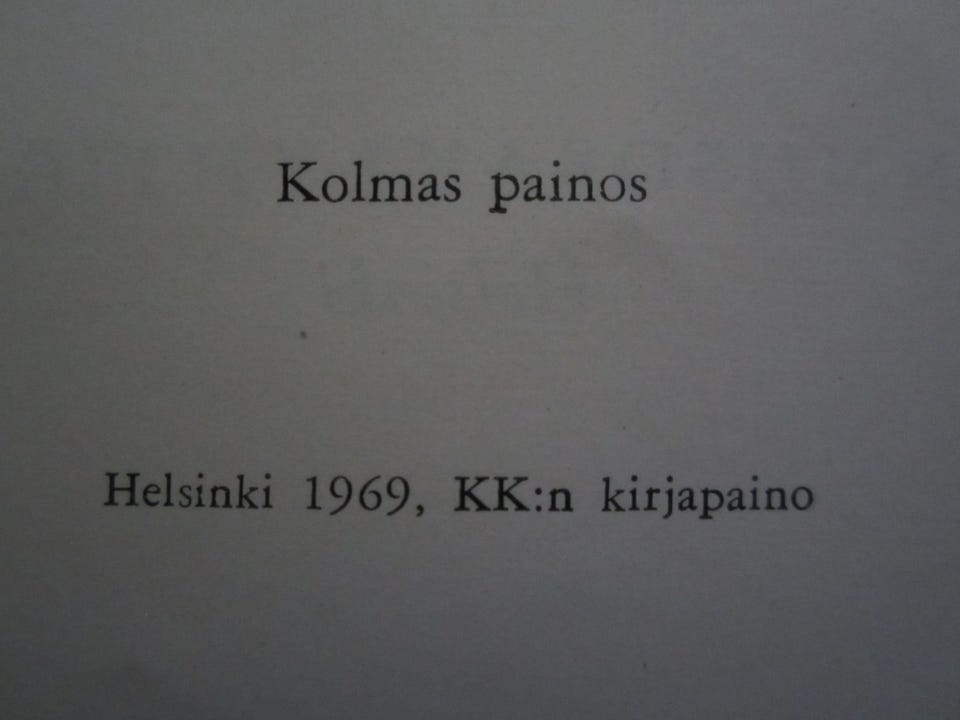 Kolmas painos
Helsinki 1969, KK:n kirjapaino